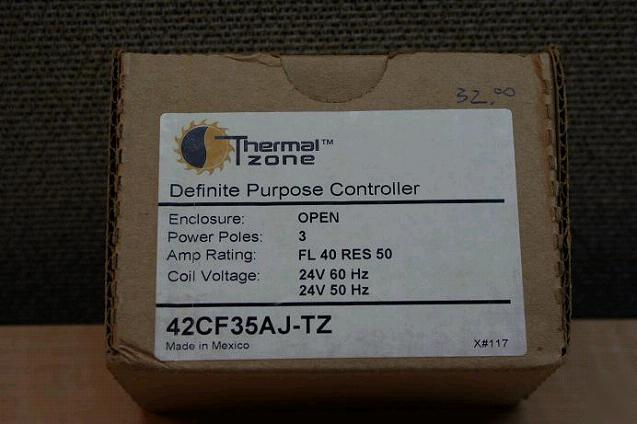 32.00
Thermal™
zone
Definite Purpose Controller
Enclosure: OPEN
Power Poles: 3
Amp Rating: FL 40 RES 50
Coil Voltage: 24V 60 Hz
24V 50 Hz
42CF35AJ-TZ
Made in Mexico
X#117